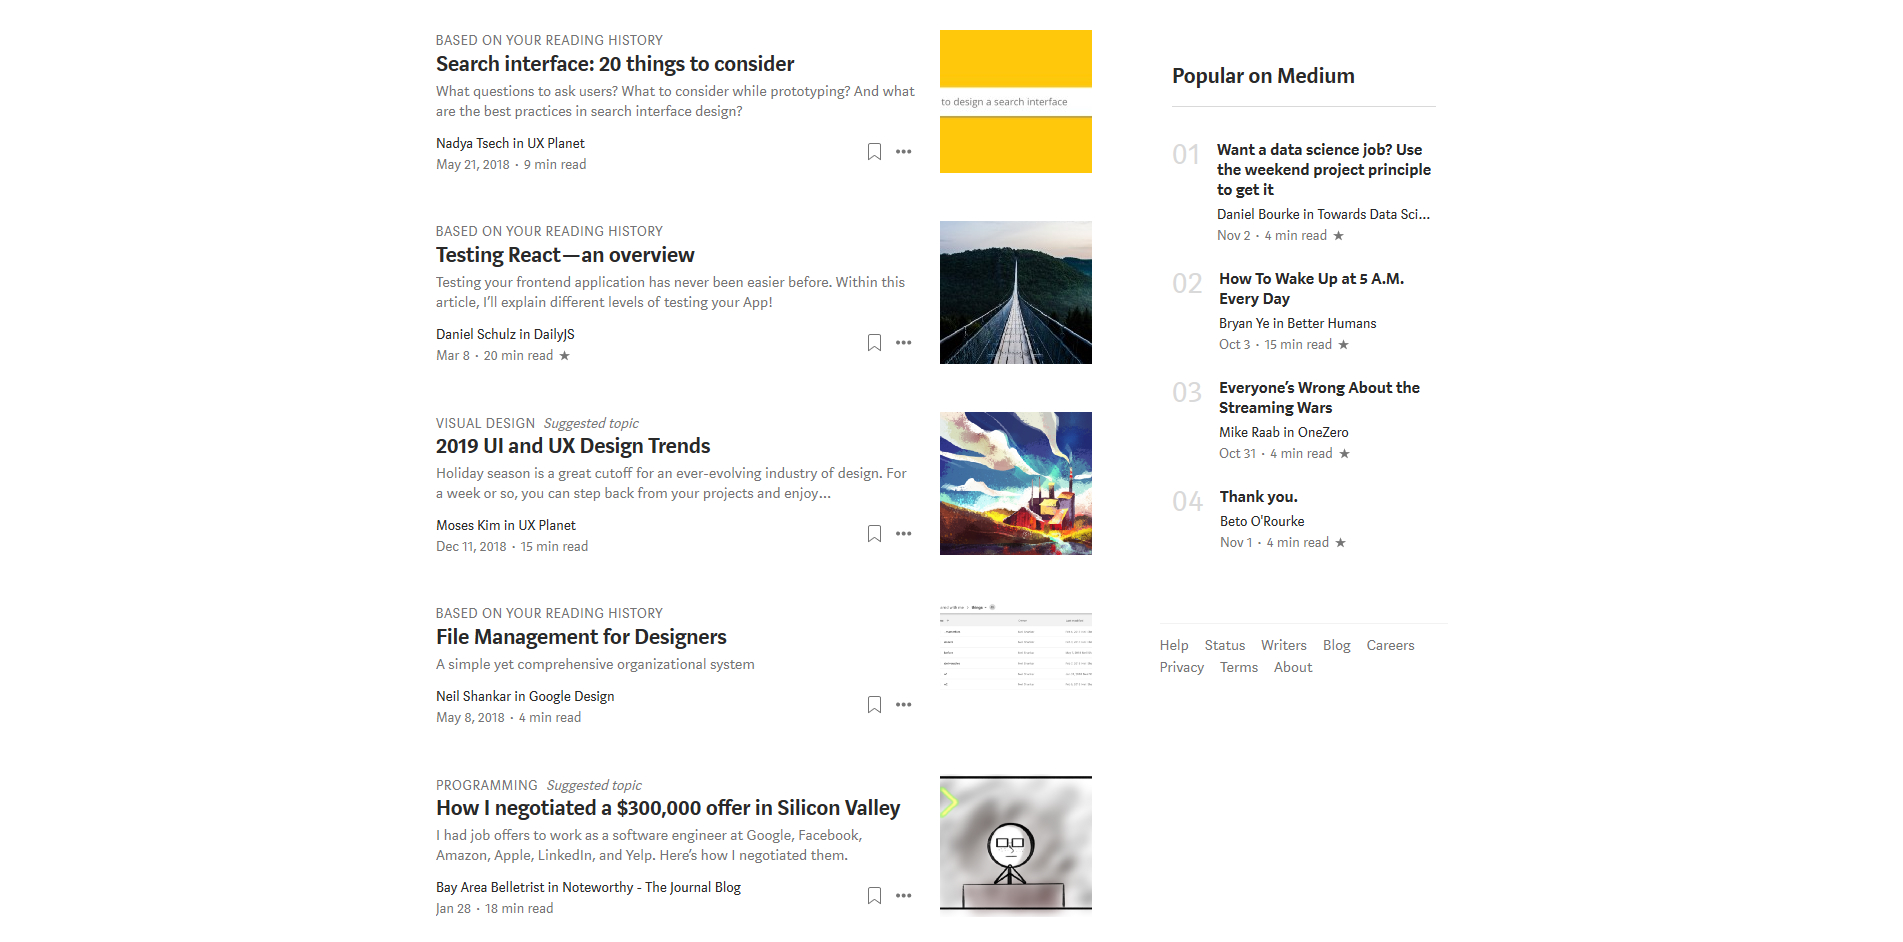 BASED ON YOUR READING HISTORY
Search interface: 20 things to consider
What questions to ask users? What to consider while prototyping? And what
are the best practices in search interface design?
Nadya Tsech in UX Planet
May 21, 2018 · 9 min read
to design a search interface
BASED ON YOUR READING HISTORY
Testing React—an overview
Testing your frontend application has never been easier before. Within this
article, I'll explain different levels of testing your App!
Daniel Schulz in DailyJS
Mar 8 · 20 min read ★
VISUAL DESIGN Suggested topic
2019 UI and UX Design Trends
Holiday season is a great cutoff for an ever-evolving industry of design. For
a week or so, you can step back from your projects and enjoy…
Moses Kim in UX Planet
Dec 11, 2018 · 15 min read
BASED ON YOUR READING HISTORY
File Management for Designers
A simple yet comprehensive organizational system
Neil Shankar in Google Design
May 8, 2018 · 4 min read
PROGRAMMING Suggested topic
How I negotiated a $300,000 offer in Silicon Valley
I had job offers to work as a software engineer at Google, Facebook,
Amazon, Apple, LinkedIn, and Yelp. Here's how I negotiated them.
Bay Area Belletrist in Noteworthy - The Journal Blog
Jan 28 · 18 min read
Popular on Medium
01
Want a data science job? Use
the weekend project principle
to get it
Daniel Bourke in Towards Data Sci…
Nov 2 · 4 min read ★
02
How To Wake Up at 5 A.M.
Every Day
Bryan Ye in Better Humans
Oct 3 · 15 min read ★
03
Everyone's Wrong About the
Streaming Wars
Mike Raab in OneZero
Oct 31 · 4 min read ★
04
Thank you.
Beto O'Rourke
Nov 1 · 4 min read ★
Help Status Writers Blog Careers
Privacy Terms About